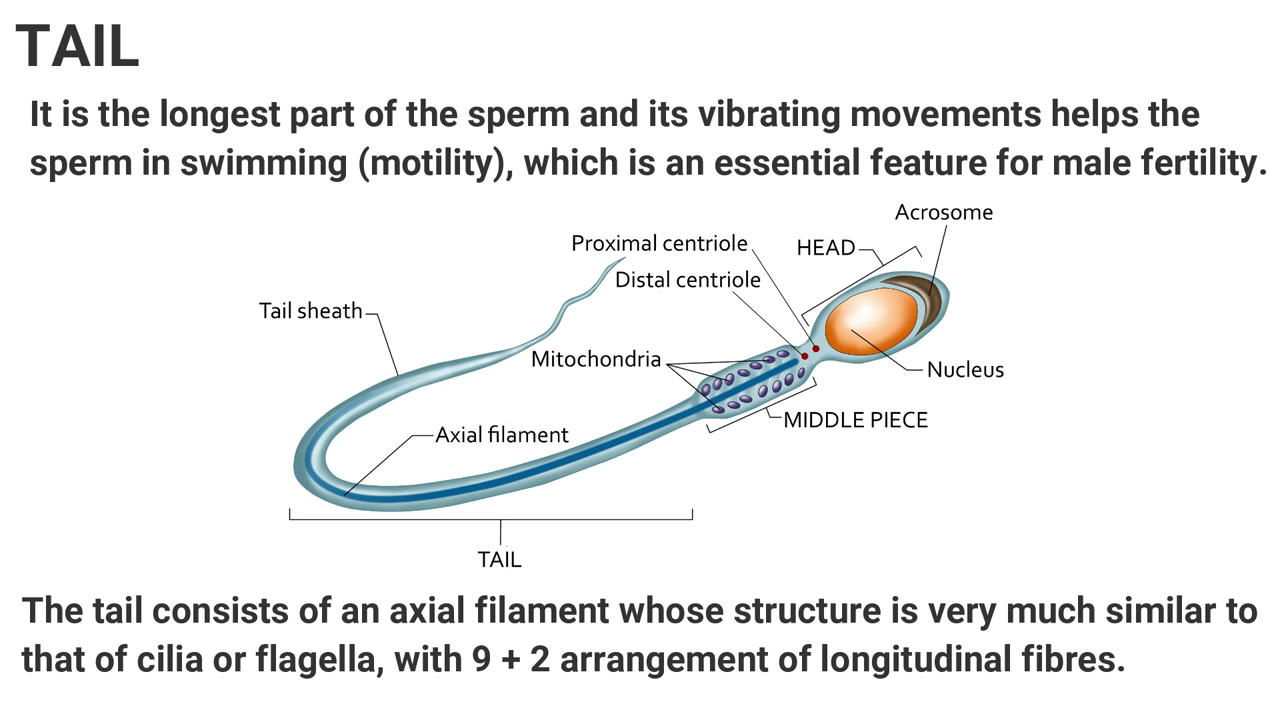 TAIL
It is the longest part of the sperm and its vibrating movements helps the
sperm in swimming (motility), which is an essential feature for male fertility.
Acrosome
Proximal centriole
HEAD
Distal centriole
Tail sheath
Mitochondria
Nucleus
MIDDLE PIECE
Axial filament
TAIL
The tail consists of an axial filament whose structure is very much similar to
that of cilia or flagella, with 9 + 2 arrangement of longitudinal fibres.